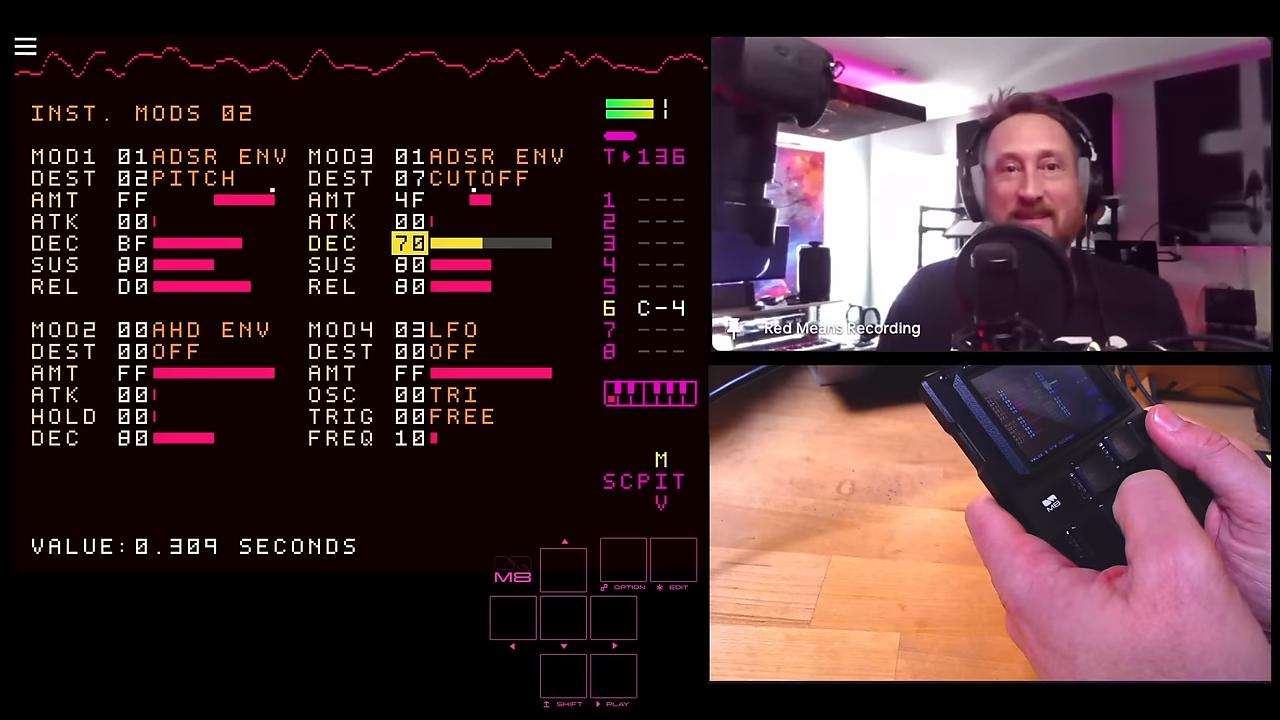 INST. MODS 02
MOD1 01ADSR ENV MOD3 01ADSR ENV
DEST 02PITCH DEST 07CUTOFF
AMT FF AMT 4F
ATK 00 ATK 00
DEC BF DEC 70
SUS 80 SUS 80
REL D0 REL 80
MOD2 00AHD ENV MOD4 03LFO
DEST 00OFF DEST 00OFF
AMT FF AMT FF
ATK 00 OSC 00TRI
HOLD 00 TRIG 00FREE
DEC 80 FREQ 10
VALUE:0.309 SECONDS
T▸136
1 ---
2 ---
3 ---
4 ---
5 ---
6 C-4
7 ---
8 ---
M
SCPIT
V
M8
OPTION
EDIT
SHIFT
PLAY
Red Means Recording
M8